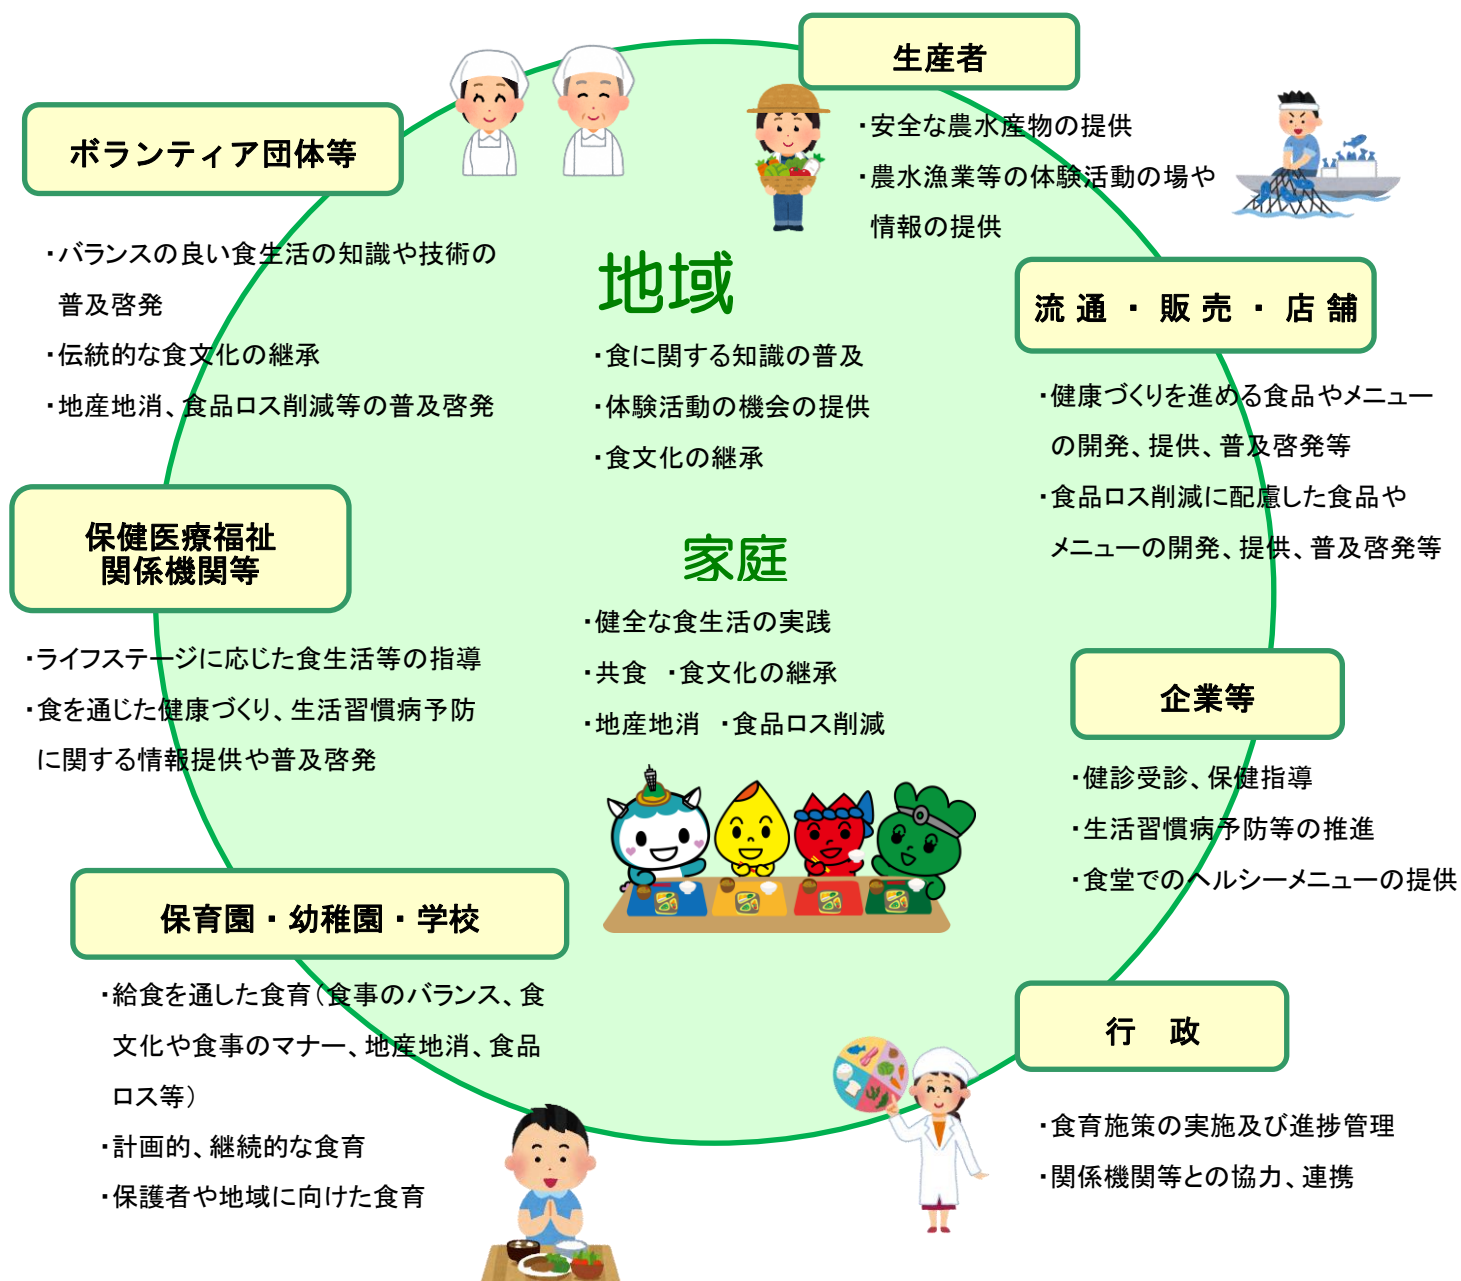 生産者
・安全な農水産物の提供
・農水漁業等の体験活動の場や
情報の提供
ボランティア団体等
・バランスの良い食生活の知識や技術の
普及啓発
・伝統的な食文化の継承
・地産地消、食品ロス削減等の普及啓発
地域
・食に関する知識の普及
・体験活動の機会の提供
・食文化の継承
流通・販売・店舗
・健康づくりを進める食品やメニュー
の開発、提供、普及啓発等
・食品ロス削減に配慮した食品や
メニューの開発、提供、普及啓発等
保健医療福祉
関係機関等
・ライフステージに応じた食生活等の指導
・食を通じた健康づくり、生活習慣病予防
に関する情報提供や普及啓発
家庭
・健全な食生活の実践
・共食　・食文化の継承
・地産地消　・食品ロス削減
企業等
・健診受診、保健指導
・生活習慣病予防等の推進
・食堂でのヘルシーメニューの提供
保育園・幼稚園・学校
・給食を通した食育（食事のバランス、食
文化や食事のマナー、地産地消、食品
ロス等）
・計画的、継続的な食育
・保護者や地域に向けた食育
行　政
・食育施策の実施及び進捗管理
・関係機関等との協力、連携